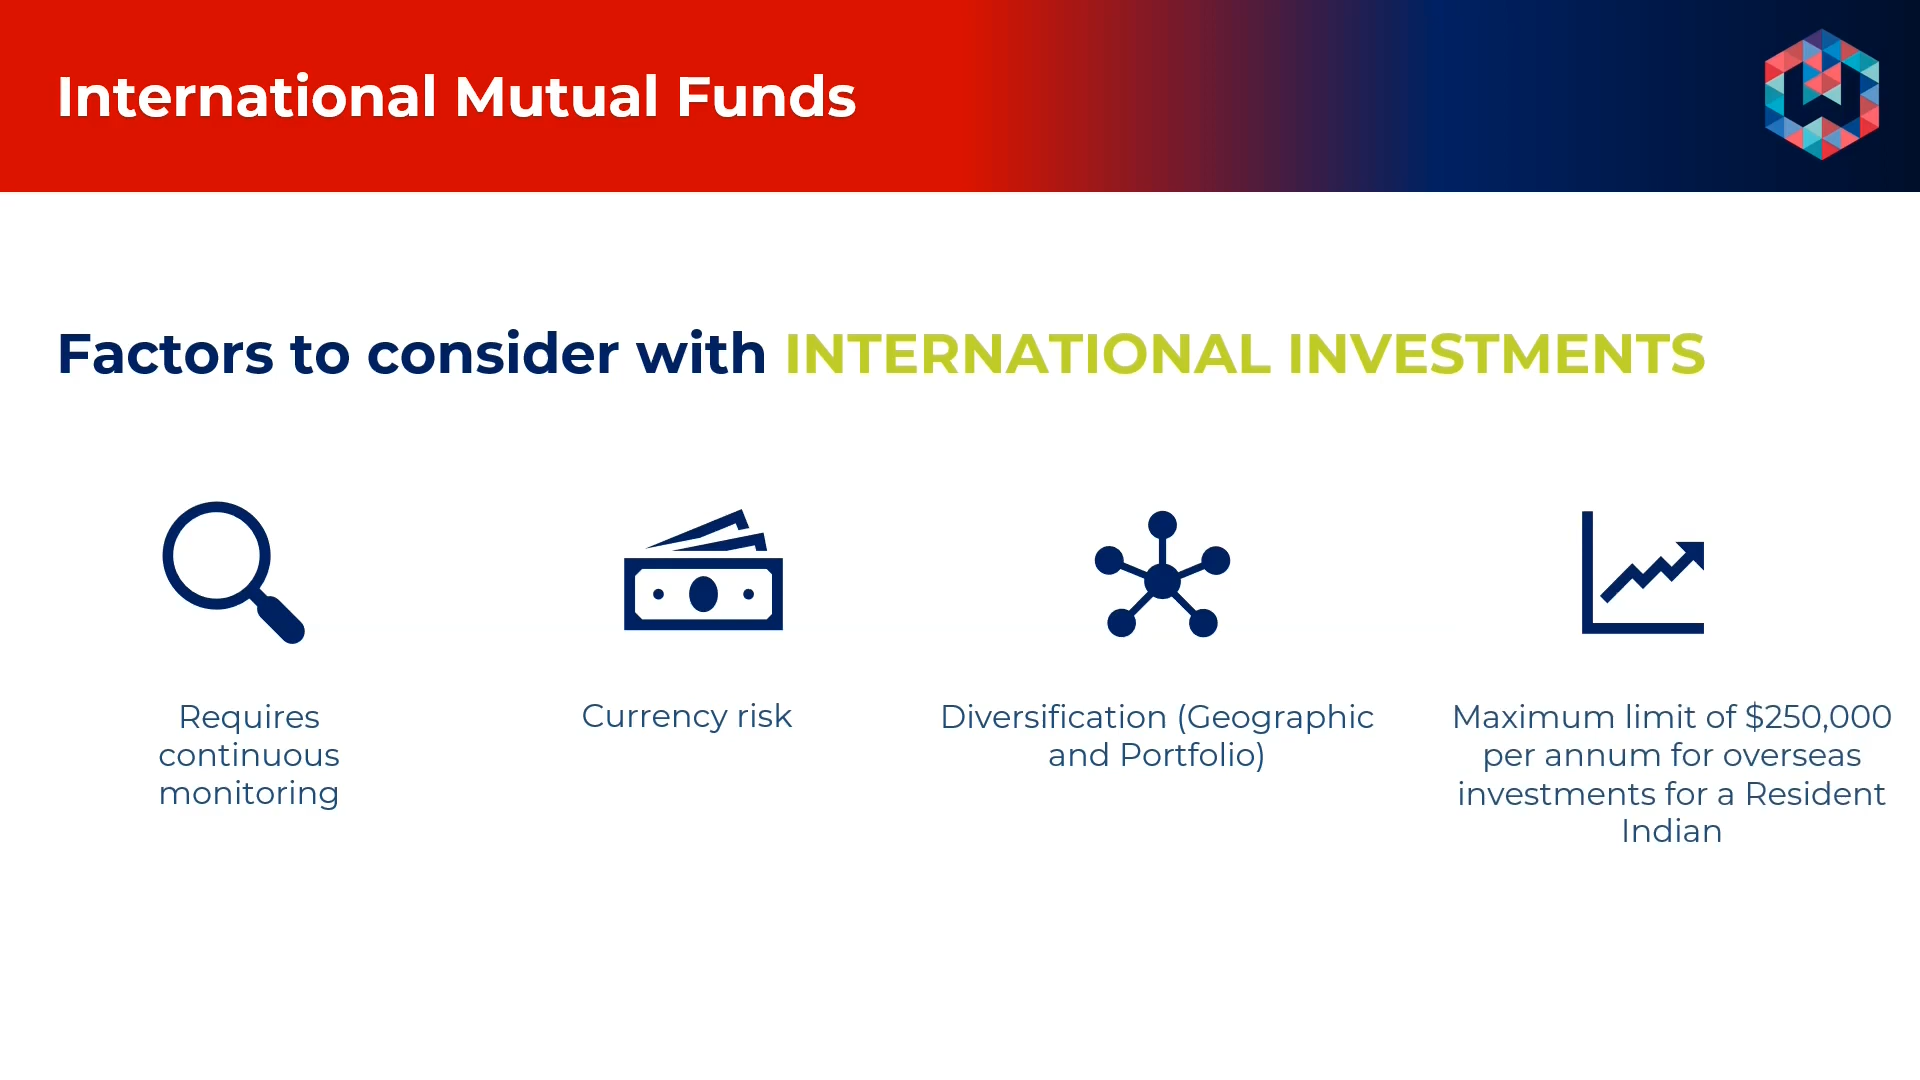 International Mutual Funds
Factors to consider with INTERNATIONAL INVESTMENTS
Requires
continuous
monitoring
Currency risk
Diversification (Geographic
and Portfolio)
Maximum limit of $250,000
per annum for overseas
investments for a Resident
Indian